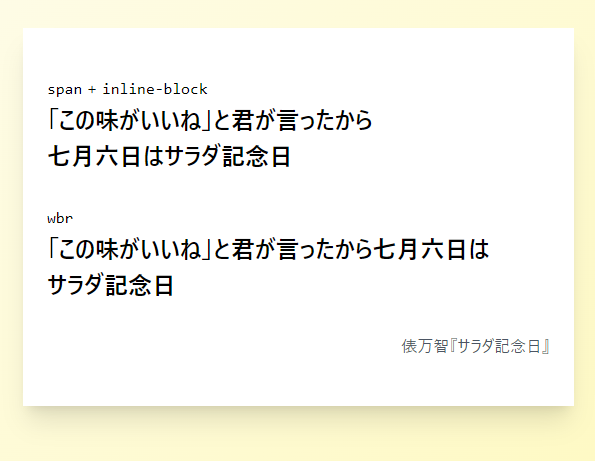 span + inline-block
「この味がいいね」と君が言ったから
七月六日はサラダ記念日
wbr
「この味がいいね」と君が言ったから七月六日は
サラダ記念日
俵万智『サラダ記念日』